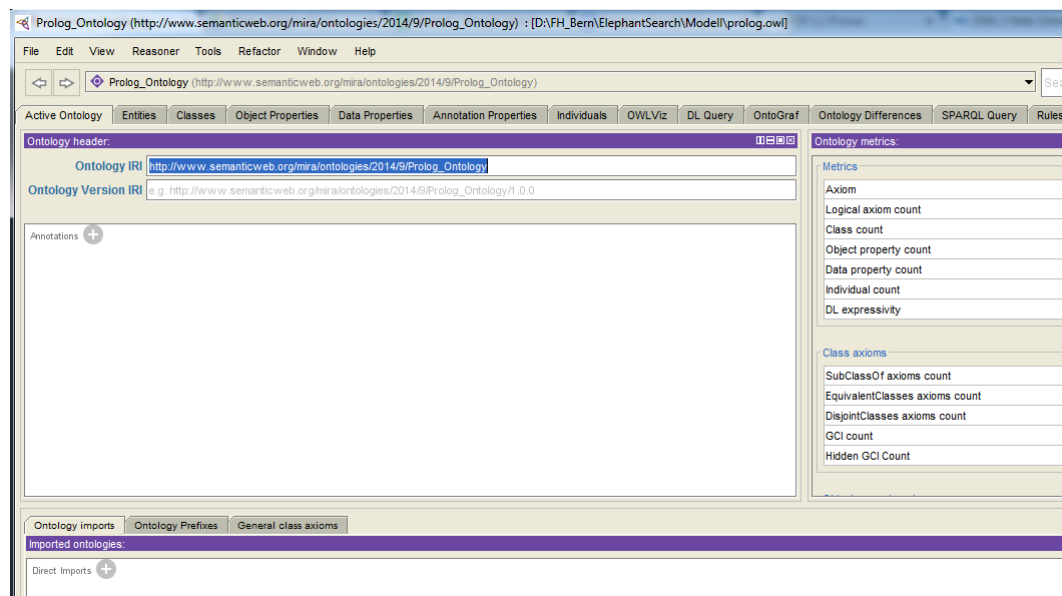 Prolog_Ontology (http://www.semanticweb.org/mira/ontologies/2014/9/Prolog_Ontology) : [D:\FH_Bern\ElephantSearch\Modell\prolog.owl]
File Edit View Reasoner Tools Refactor Window Help
Prolog_Ontology (http://www.semanticweb.org/mira/ontologies/2014/9/Prolog_Ontology)
Active Ontology Entities Classes Object Properties Data Properties Annotation Properties Individuals OWLViz DL Query OntoGraf Ontology Differences SPARQL Query Rules
Ontology header:
Ontology IRI http://www.semanticweb.org/mira/ontologies/2014/9/Prolog_Ontology
Ontology Version IRI e.g. http://www.semanticweb.org/mira/ontologies/2014/9/Prolog_Ontology/1.0.0
Annotations
Ontology metrics:
Metrics
Axiom
Logical axiom count
Class count
Object property count
Data property count
Individual count
DL expressivity
Class axioms
SubClassOf axioms count
EquivalentClasses axioms count
DisjointClasses axioms count
GCI count
Hidden GCI Count
Ontology imports Ontology Prefixes General class axioms
Imported ontologies:
Direct Imports